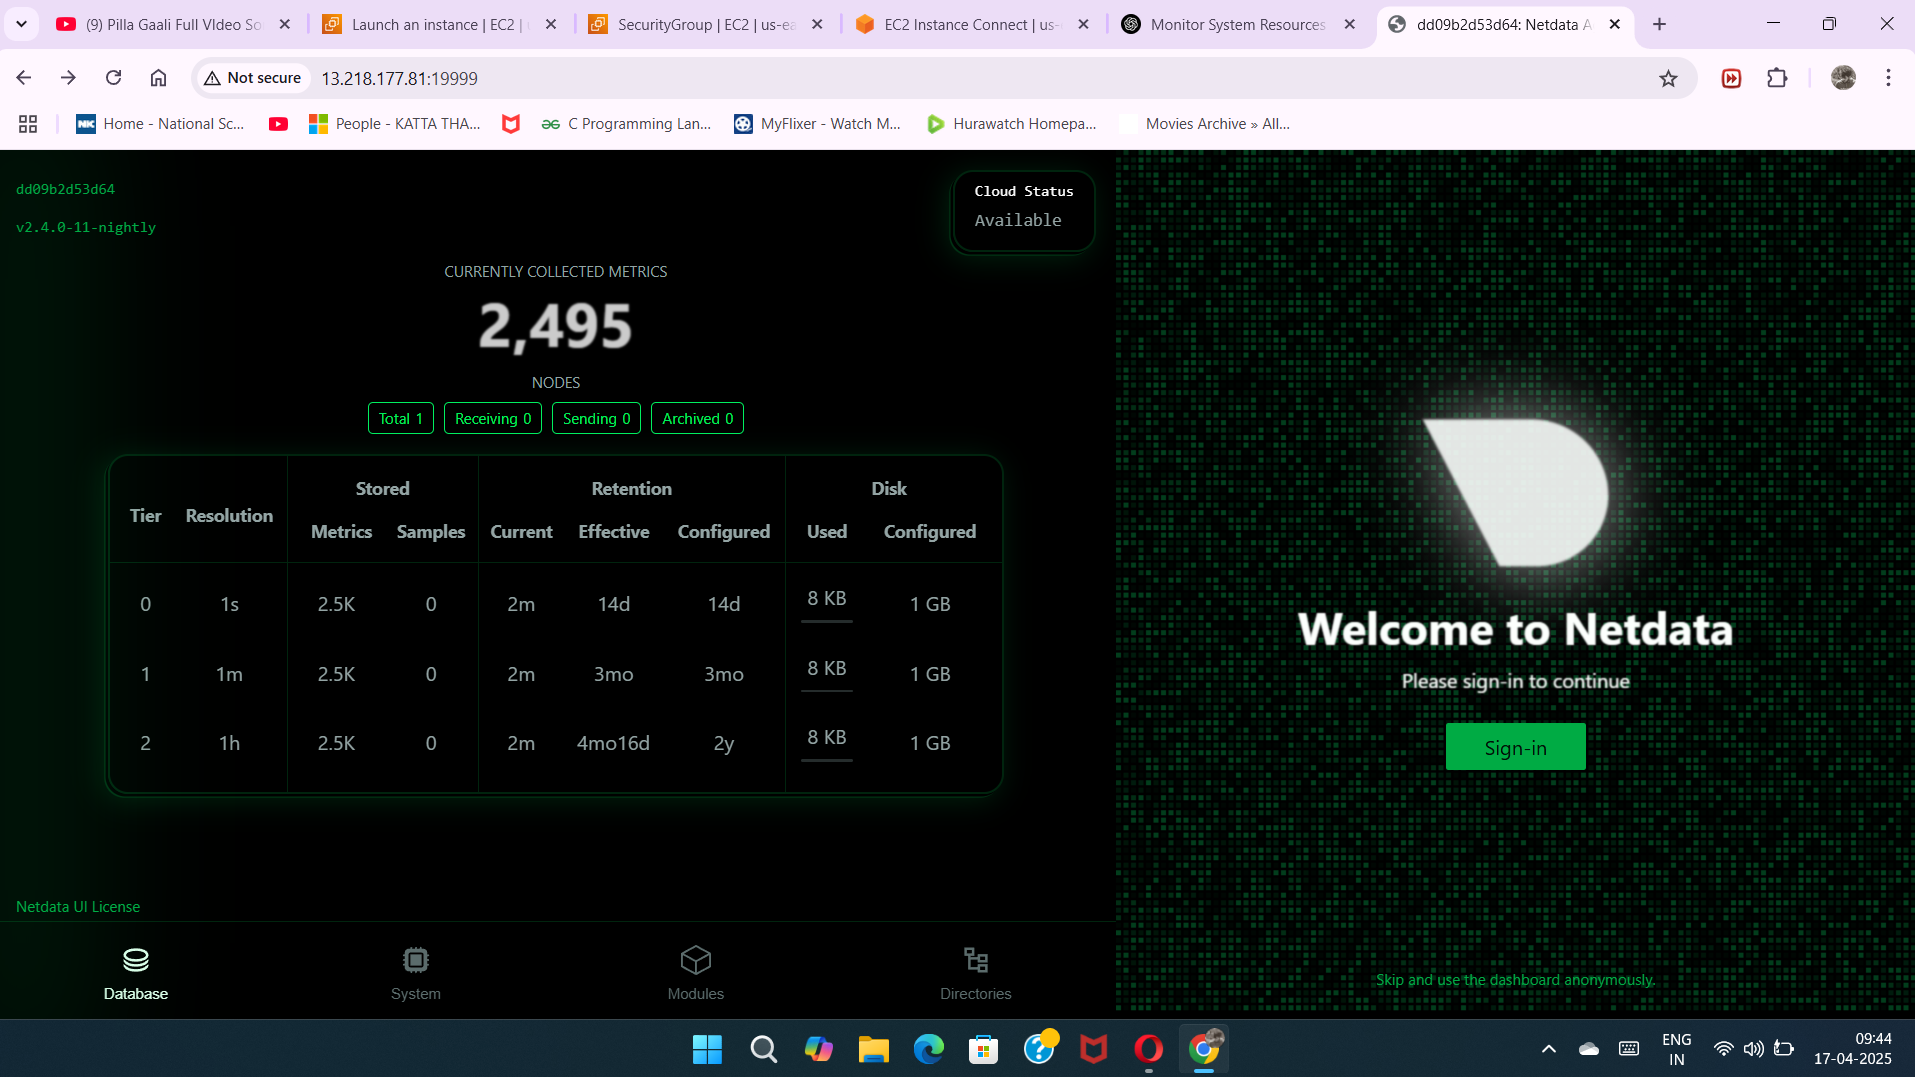 (9) Pilla Gaali Full VIdeo So
Launch an instance | EC2 | u
SecurityGroup | EC2 | us-ea
EC2 Instance Connect | us-
Monitor System Resources
dd09b2d53d64: Netdata A
Not secure
13.218.177.81:19999
Home - National Sc...
People - KATTA THA...
C Programming Lan...
MyFlixer - Watch M...
Hurawatch Homepa...
Movies Archive » All...
dd09b2d53d64
v2.4.0-11-nightly
Cloud Status
Available
CURRENTLY COLLECTED METRICS
2,495
NODES
Total 1 Receiving 0 Sending 0 Archived 0
Stored Retention Disk
Tier Resolution
Metrics Samples Current Effective Configured Used Configured
0 1s 2.5K 0 2m 14d 14d 8 KB 1 GB
1 1m 2.5K 0 2m 3mo 3mo 8 KB 1 GB
2 1h 2.5K 0 2m 4mo16d 2y 8 KB 1 GB
Netdata UI License
Database System Modules Directories
Welcome to Netdata
Please sign-in to continue
Sign-in
Skip and use the dashboard anonymously.
ENG
IN
09:44
17-04-2025